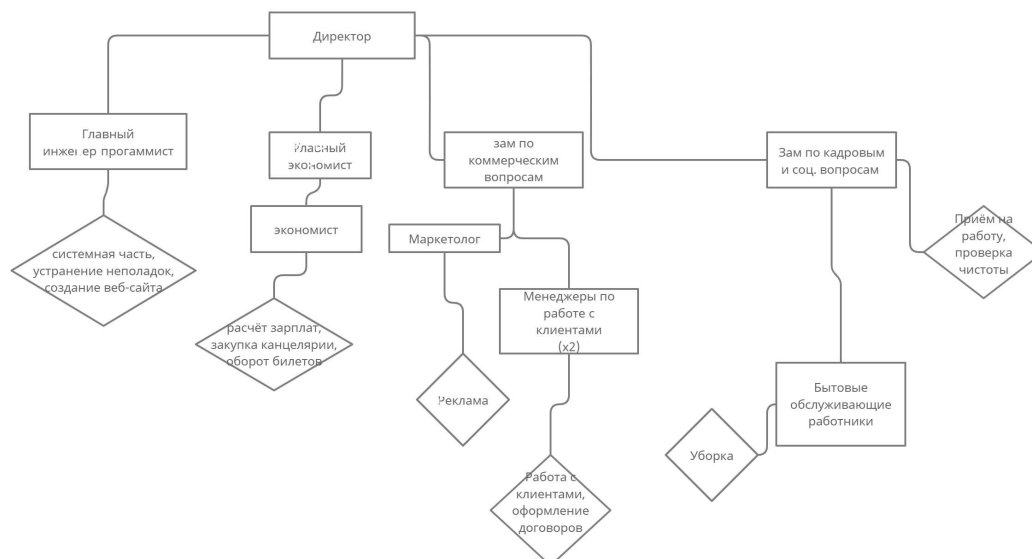 Директор
Главный
инженер прогаммист
системная часть,
устранение неполадок,
создание веб-сайта
Главный
экономист
экономист
расчёт зарплат,
закупка канцелярии,
оборот билетов
зам по
коммерческим
вопросам
Маркетолог
Реклама
Менеджеры по
работе с
клиентами
(х2)
Работа с
клиентами,
оформление
договоров
Зам по кадровым
и соц. вопросам
Приём на
работу,
проверка
чистоты
Бытовые
обслуживающие
работники
Уборка